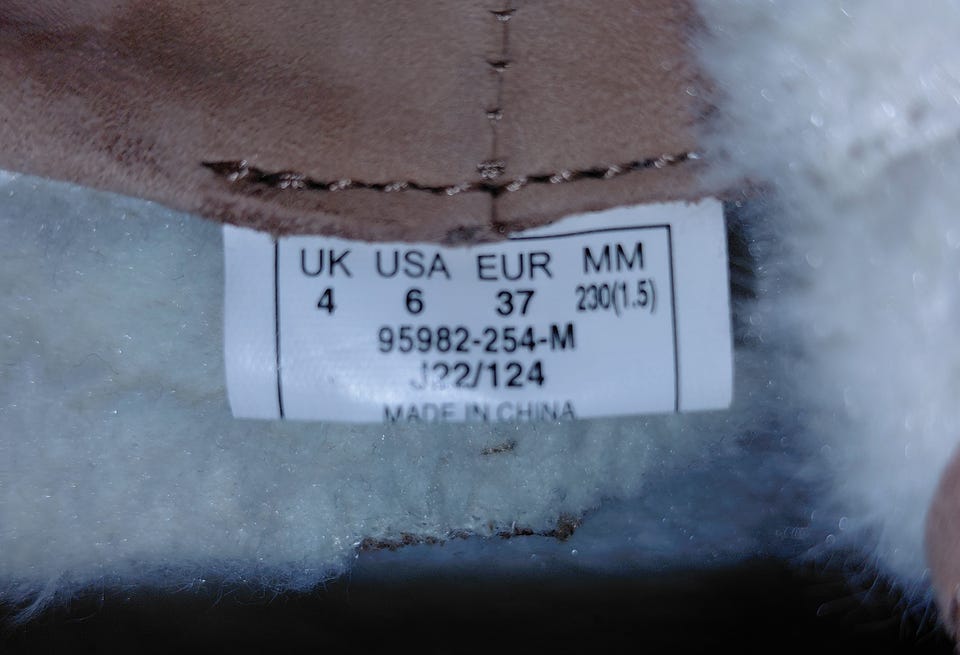 UK USA EUR MM
4 6 37 230(1.5)
95982-254-M
J22/124
MADE IN CHINA